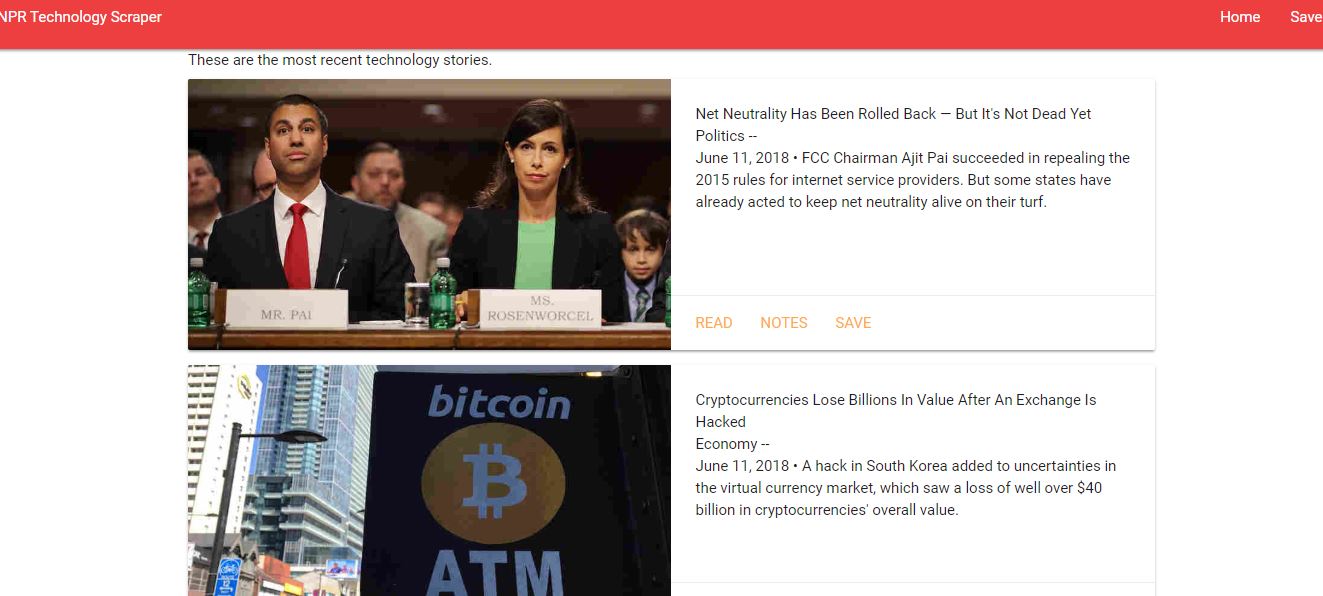 NPR Technology Scraper
Home
Save
These are the most recent technology stories.
MR. PAI
MS.
ROSENWORCEL
Net Neutrality Has Been Rolled Back — But It's Not Dead Yet
Politics --
June 11, 2018 • FCC Chairman Ajit Pai succeeded in repealing the
2015 rules for internet service providers. But some states have
already acted to keep net neutrality alive on their turf.
READ
NOTES
SAVE
bitcoin
ATM
Cryptocurrencies Lose Billions In Value After An Exchange Is
Hacked
Economy --
June 11, 2018 • A hack in South Korea added to uncertainties in
the virtual currency market, which saw a loss of well over $40
billion in cryptocurrencies' overall value.